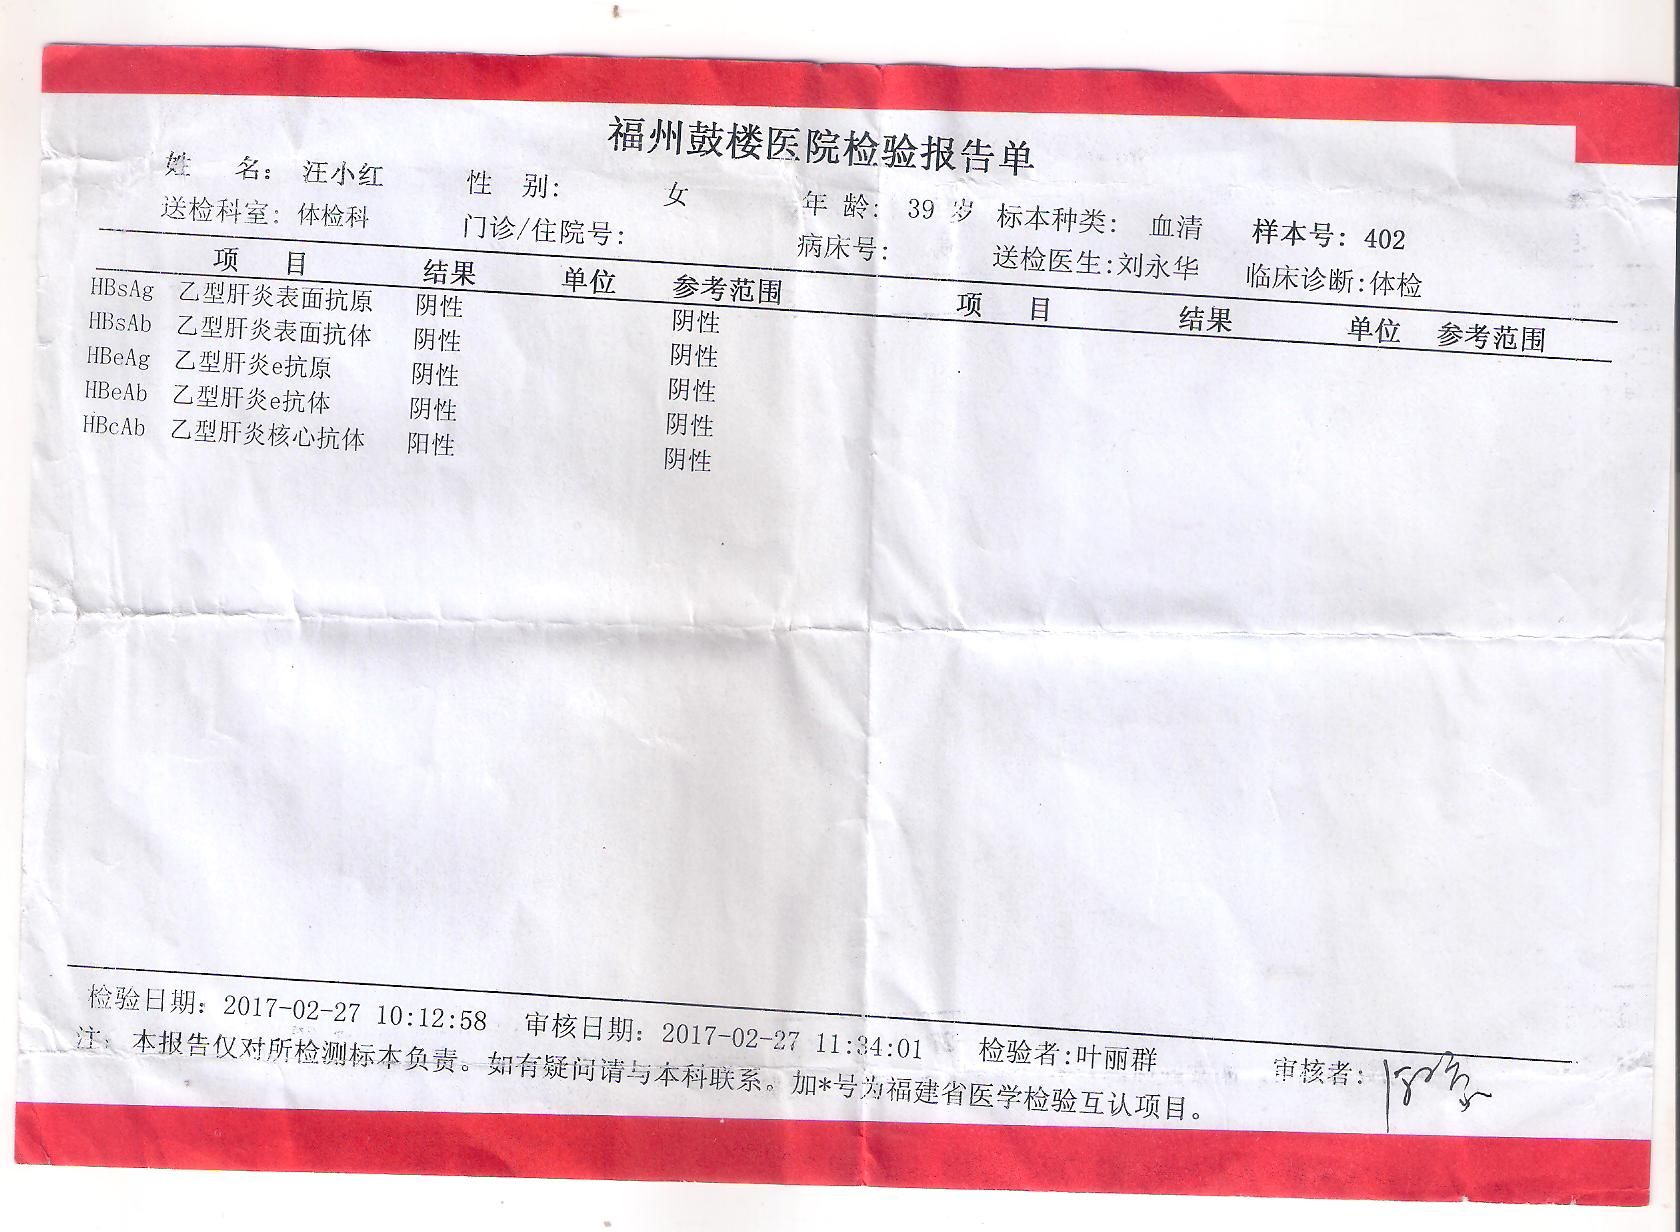 福州鼓楼医院检验报告单
姓 名: 汪小红 性 别: 女 年 龄: 39 岁 标本种类: 血清 样本号: 402
送检科室: 体检科 门诊/住院号: 病床号: 送检医生:刘永华 临床诊断:体检
项 目 结果 单位 参考范围 项 目 结果 单位 参考范围
HBsAg 乙型肝炎表面抗原 阴性 阴性
HBsAb 乙型肝炎表面抗体 阴性 阴性
HBeAg 乙型肝炎e抗原 阴性 阴性
HBeAb 乙型肝炎e抗体 阴性 阴性
HBcAb 乙型肝炎核心抗体 阳性 阴性
检验日期: 2017-02-27 10:12:58 审核日期: 2017-02-27 11:34:01 检验者:叶丽群 审核者:
注: 本报告仅对所检测标本负责。如有疑问请与本科联系。加*号为福建省医学检验互认项目。